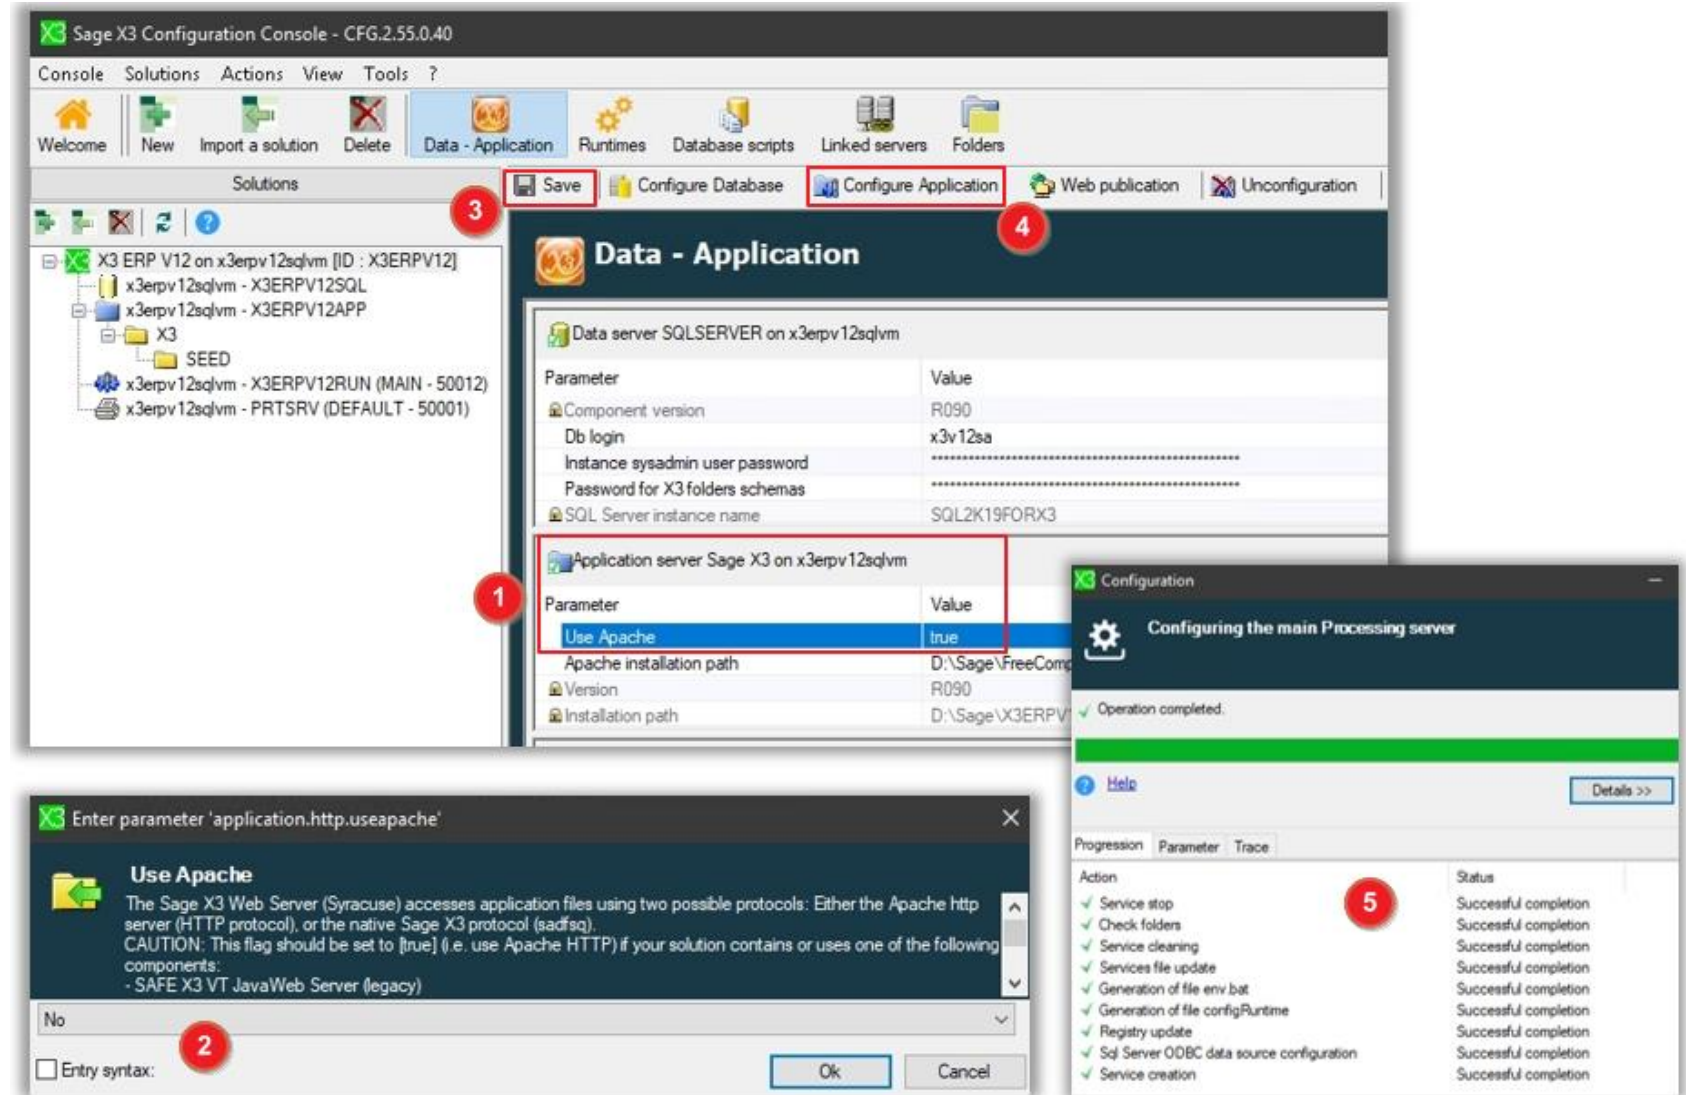 Sage X3 Configuration Console - CFG.2.55.0.40
Console Solutions Actions View Tools ?
Welcome New Import a solution Delete Data - Application Runtimes Database scripts Linked servers Folders
Solutions
3
Save Configure Database Configure Application Web publication Unconfiguration
4
X3 ERP V12 on x3erpv12sqlvm [ID : X3ERPV12]
x3erpv12sqlvm - X3ERPV12SQL
x3erpv12sqlvm - X3ERPV12APP
X3
SEED
x3erpv12sqlvm - X3ERPV12RUN (MAIN - 50012)
x3erpv12sqlvm - PRTSRV (DEFAULT - 50001)
Data - Application
Data server SQLSERVER on x3erpv12sqlvm
Parameter Value
Component version R090
Db login x3v12sa
Instance sysadmin user password **************************************************
Password for X3 folders schemas **************************************************
SQL Server instance name SQL2K19FORX3
1
Application server Sage X3 on x3erpv12sqlvm
Parameter Value
Use Apache true
Apache installation path D:\Sage\FreeComp
Version R090
Installation path D:\Sage\X3ERPV
X3 Configuration
Configuring the main Processing server
Operation completed.
Help
Details >>
Progression Parameter Trace
Action Status
5
Service stop Successful completion
Check folders Successful completion
Service cleaning Successful completion
Services file update Successful completion
Generation of file env.bat Successful completion
Generation of file configRuntime Successful completion
Registry update Successful completion
Sql Server ODBC data source configuration Successful completion
Service creation Successful completion
X3 Enter parameter 'application.http.useapache'
Use Apache
The Sage X3 Web Server (Syracuse) accesses application files using two possible protocols: Either the Apache http
server (HTTP protocol), or the native Sage X3 protocol (sadfsq).
CAUTION: This flag should be set to [true] (i.e. use Apache HTTP) if your solution contains or uses one of the following
components:
- SAFE X3 VT JavaWeb Server (legacy)
No
2
Entry syntax:
Ok Cancel